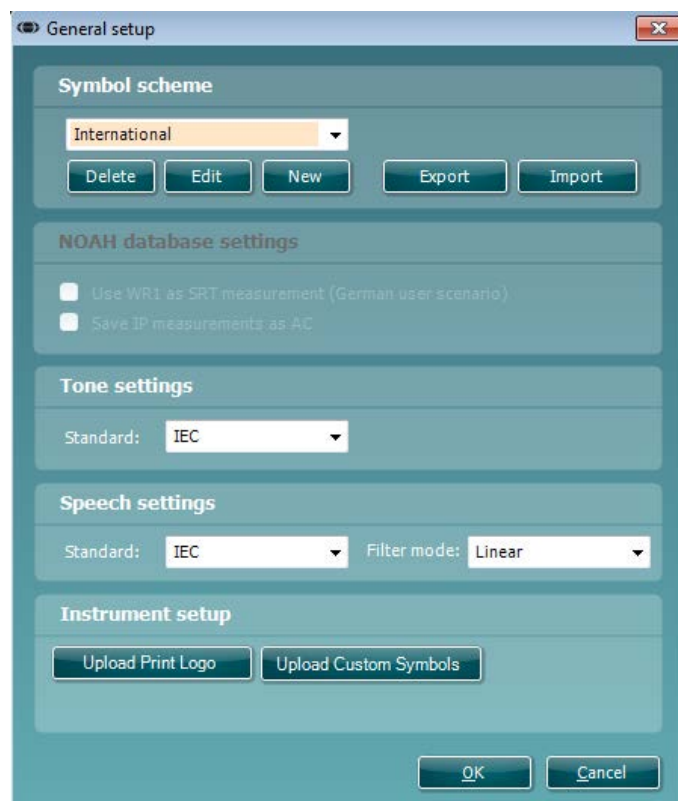 General setup
Symbol scheme
International
Delete Edit New Export Import
NOAH database settings
Use WR1 as SRT measurement (German user scenario)
Save IP measurements as AC
Tone settings
Standard: IEC
Speech settings
Standard: IEC Filter mode: Linear
Instrument setup
Upload Print Logo Upload Custom Symbols
OK Cancel